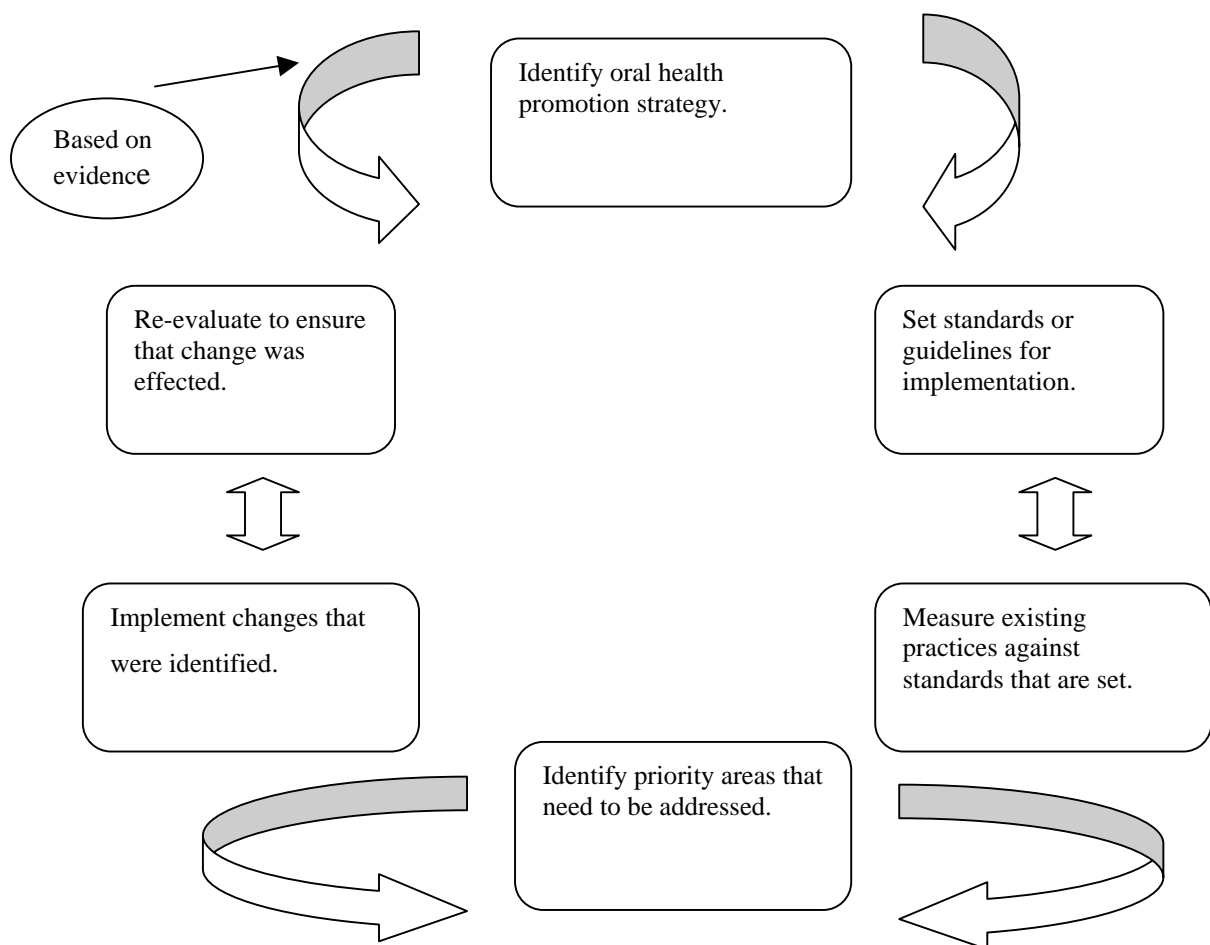 Identify oral health
promotion strategy.
Based on
evidence
Re-evaluate to ensure
that change was
effected.
Set standards or
guidelines for
implementation.
Implement changes that
were identified.
Measure existing
practices against
standards that are set.
Identify priority areas that
need to be addressed.